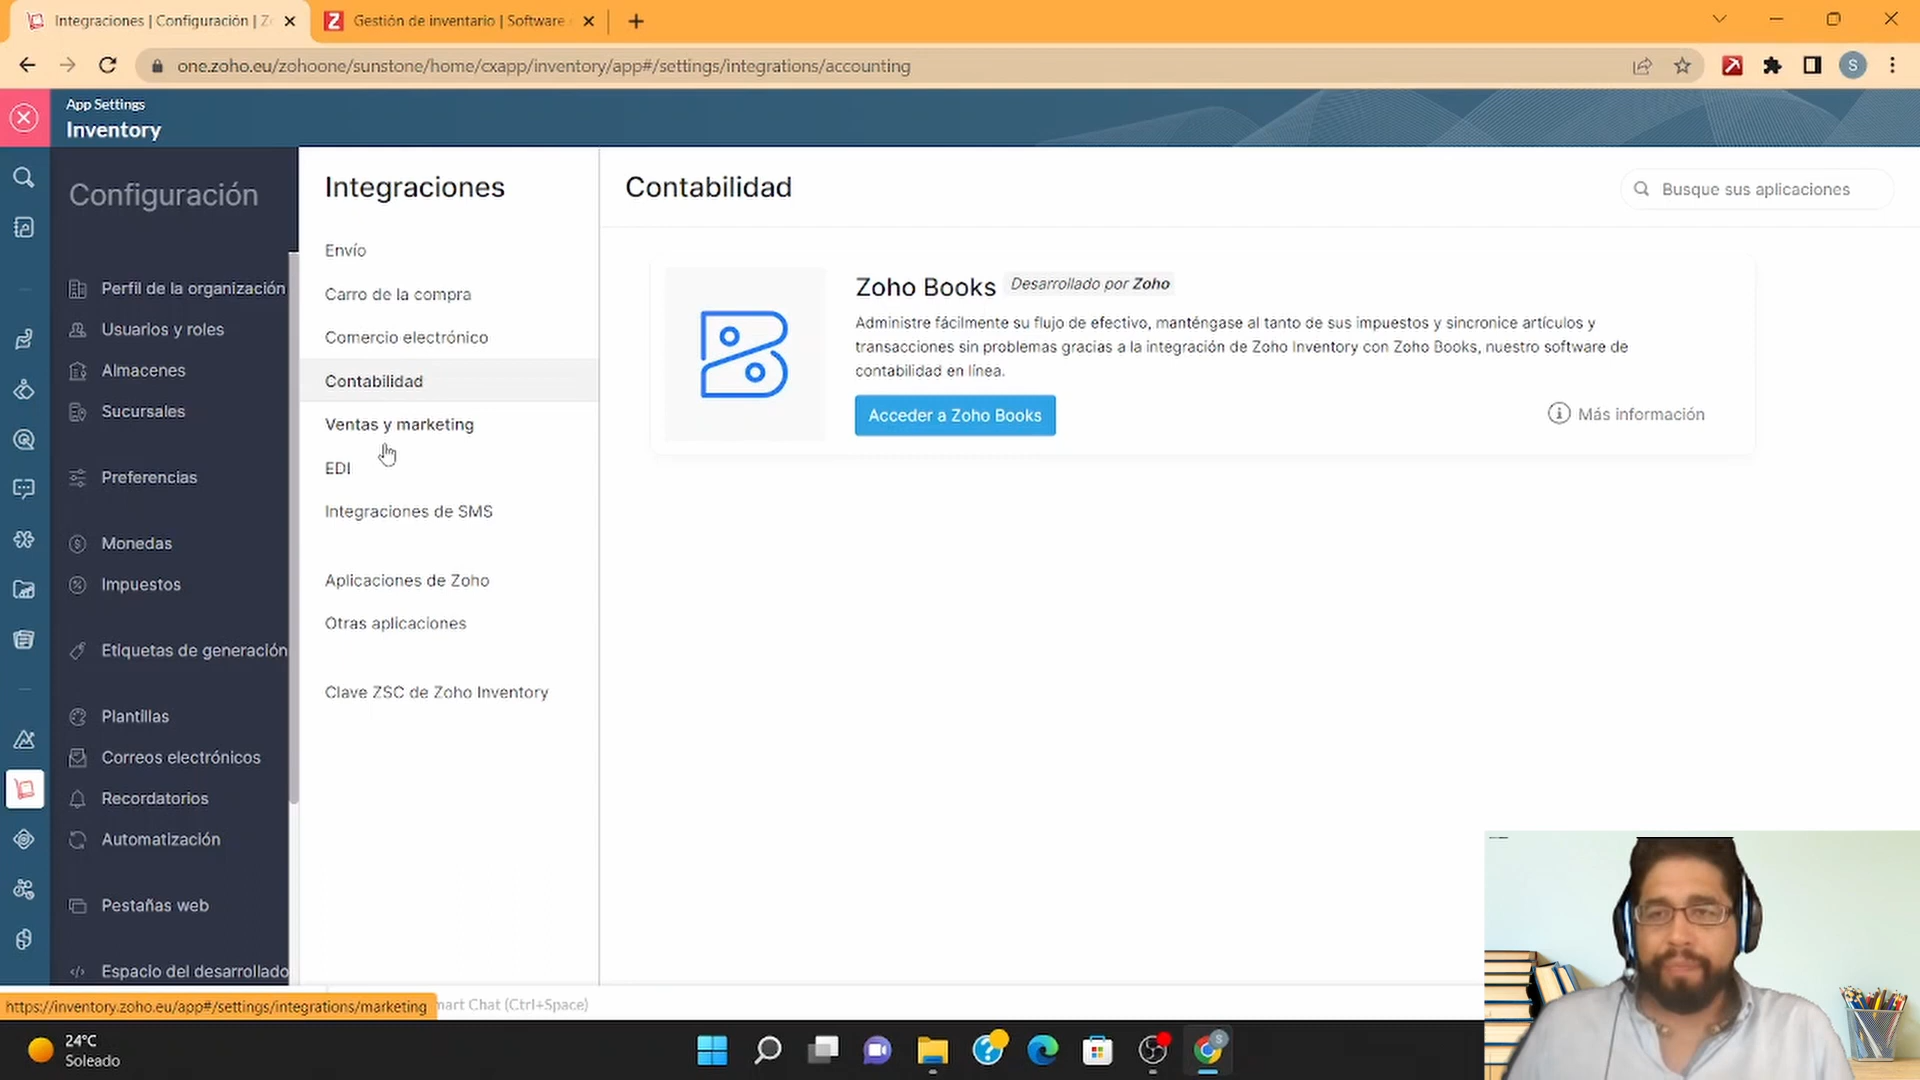 Integraciones | Configuración | Z
Gestión de inventario | Software
one.zoho.eu/zohoone/sunstone/home/cxapp/inventory/app#/settings/integrations/accounting
S
App Settings
Inventory
Configuración
Perfil de la organización
Usuarios y roles
Almacenes
Sucursales
Preferencias
Monedas
Impuestos
Etiquetas de generación
Plantillas
Correos electrónicos
Recordatorios
Automatización
Pestañas web
Espacio del desarrollado
Integraciones
Envío
Carro de la compra
Comercio electrónico
Contabilidad
Ventas y marketing
EDI
Integraciones de SMS
Aplicaciones de Zoho
Otras aplicaciones
Clave ZSC de Zoho Inventory
Contabilidad
Busque sus aplicaciones
Zoho Books Desarrollado por Zoho
Administre fácilmente su flujo de efectivo, manténgase al tanto de sus impuestos y sincronice artículos y
transacciones sin problemas gracias a la integración de Zoho Inventory con Zoho Books, nuestro software de
contabilidad en línea.
Acceder a Zoho Books
Más información
https://inventory.zoho.eu/app#/settings/integrations/marketing
mart Chat (Ctrl+Space)
24°C
Soleado